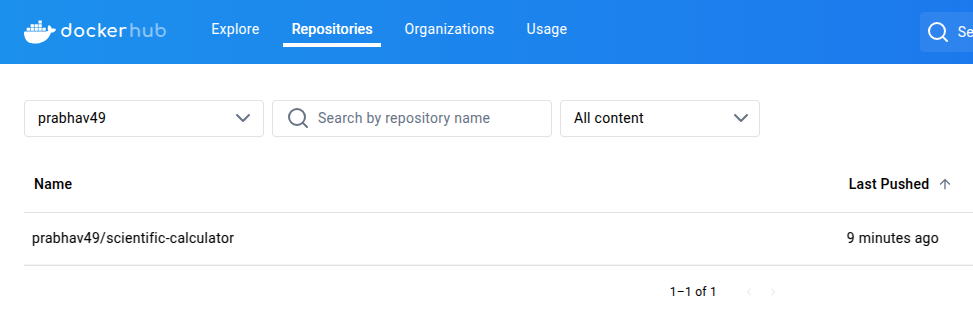 dockerhub Explore Repositories Organizations Usage Se
prabhav49 Search by repository name All content
Name Last Pushed
prabhav49/scientific-calculator 9 minutes ago
1–1 of 1